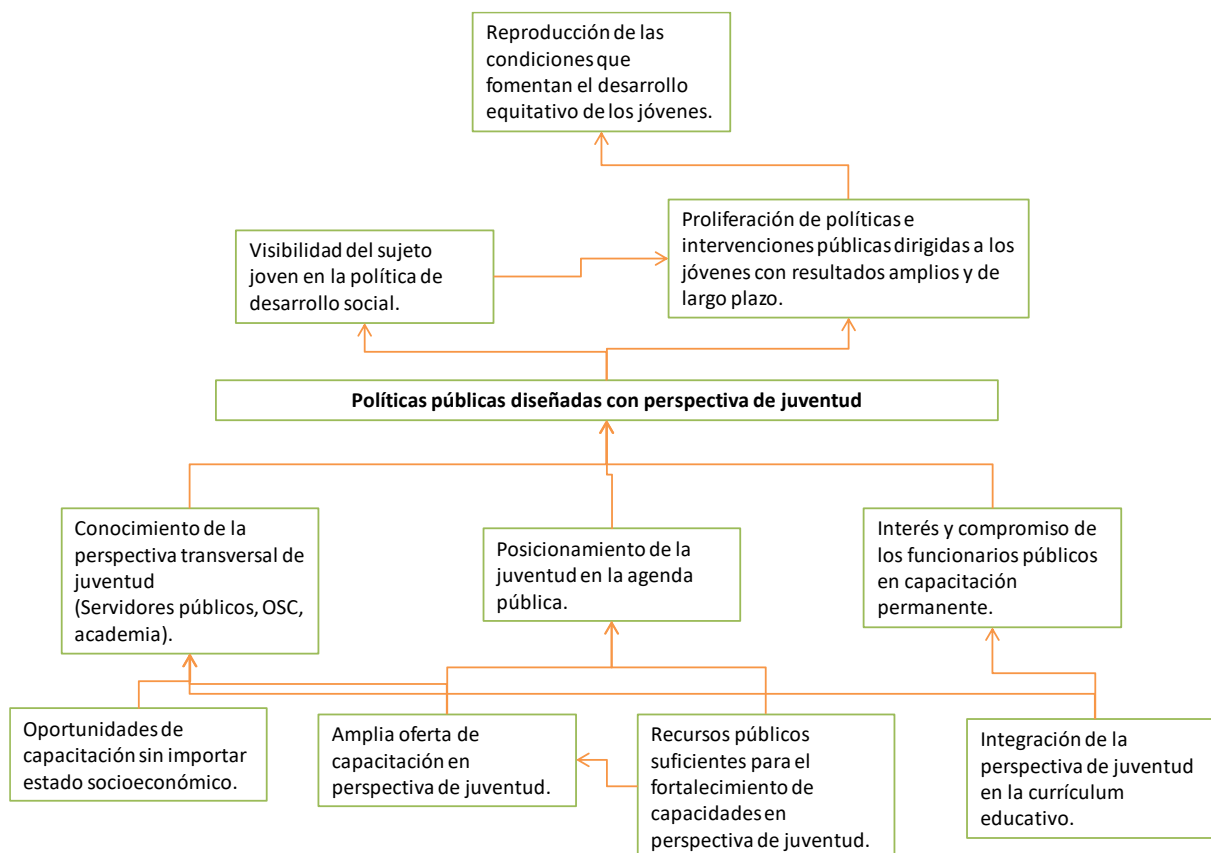 Reproducción de las
condiciones que
fomentan el desarrollo
equitativo de los jóvenes.
Visibilidad del sujeto
joven en la política de
desarrollo social.
Proliferación de políticas e
intervenciones públicas dirigidas a los
jóvenes con resultados amplios y de
largo plazo.
Políticas públicas diseñadas con perspectiva de juventud
Conocimiento de la
perspectiva transversal de
juventud
(Servidores públicos, OSC,
academia).
Posicionamiento de la
juventud en la agenda
pública.
Interés y compromiso de
los funcionarios públicos
en capacitación
permanente.
Oportunidades de
capacitación sin importar
estado socioeconómico.
Amplia oferta de
capacitación en
perspectiva de juventud.
Recursos públicos
suficientes para el
fortalecimiento de
capacidades en
perspectiva de juventud.
Integración de la
perspectiva de juventud
en la currículum
educativo.